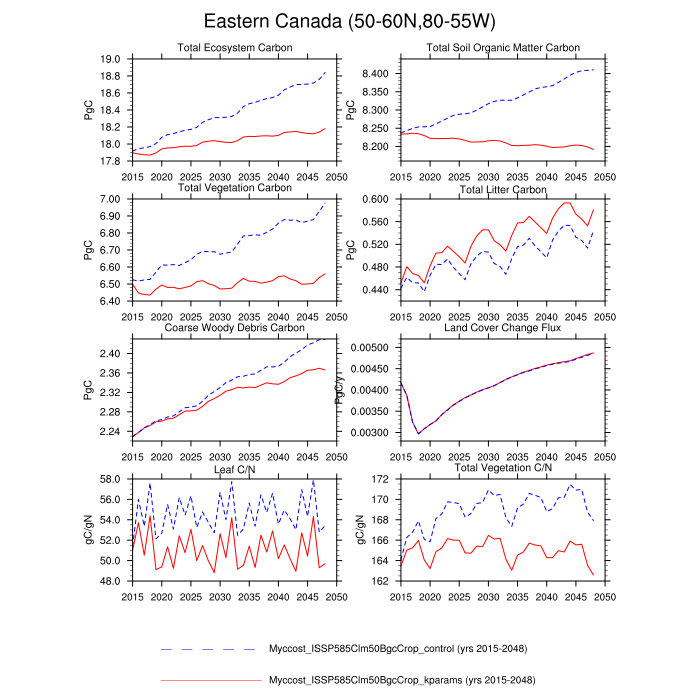 Eastern Canada (50-60N,80-55W)
Total Ecosystem Carbon
Total Soil Organic Matter Carbon
PgC
19.0
18.8
18.6
18.4
18.2
18.0
17.8
2015 2020 2025 2030 2035 2040 2045 2050
PgC
8.400
8.350
8.300
8.250
8.200
2015 2020 2025 2030 2035 2040 2045 2050
Total Vegetation Carbon
Total Litter Carbon
PgC
7.00
6.90
6.80
6.70
6.60
6.50
6.40
2015 2020 2025 2030 2035 2040 2045 2050
PgC
0.600
0.560
0.520
0.480
0.440
2015 2020 2025 2030 2035 2040 2045 2050
Coarse Woody Debris Carbon
Land Cover Change Flux
PgC
2.40
2.36
2.32
2.28
2.24
2015 2020 2025 2030 2035 2040 2045 2050
PgC/y
0.00500
0.00450
0.00400
0.00350
0.00300
2015 2020 2025 2030 2035 2040 2045 2050
Leaf C/N
Total Vegetation C/N
gC/gN
58.0
56.0
54.0
52.0
50.0
48.0
2015 2020 2025 2030 2035 2040 2045 2050
gC/gN
172
170
168
166
164
162
2015 2020 2025 2030 2035 2040 2045 2050
Myccost_ISSP585Clm50BgcCrop_control (yrs 2015-2048)
Myccost_ISSP585Clm50BgcCrop_kparams (yrs 2015-2048)